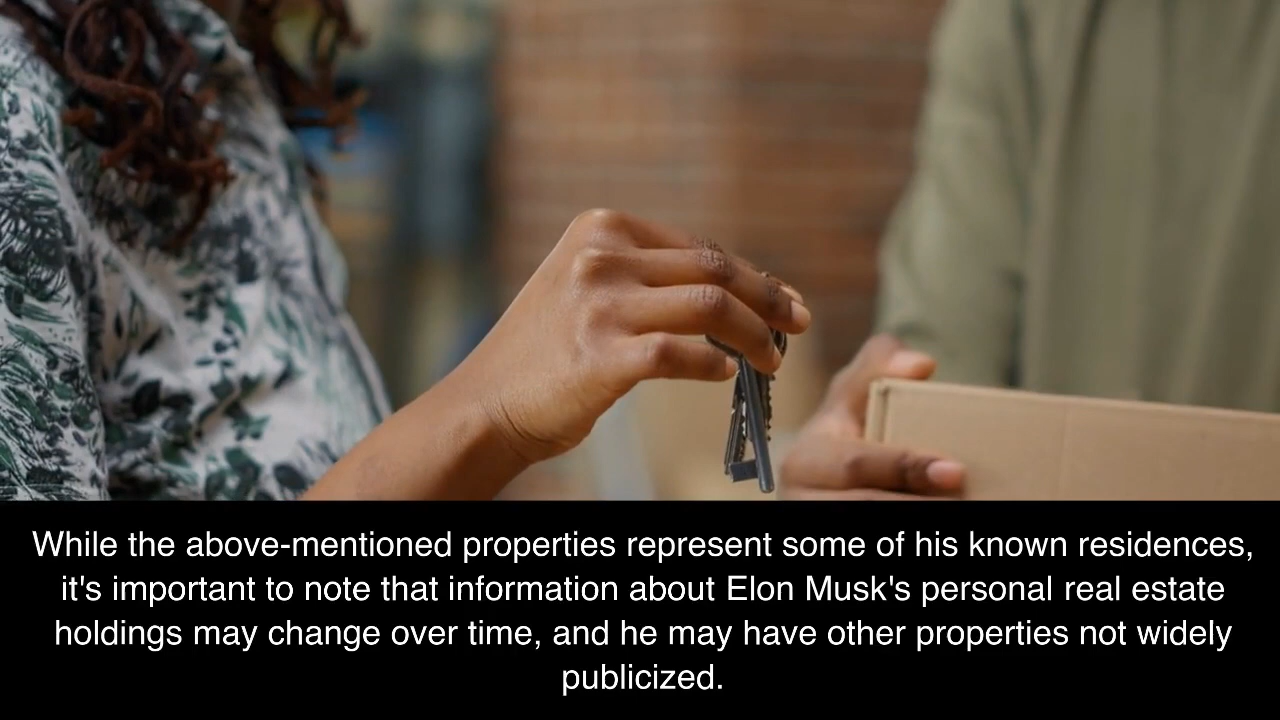 While the above-mentioned properties represent some of his known residences,
it's important to note that information about Elon Musk's personal real estate
holdings may change over time, and he may have other properties not widely
publicized.